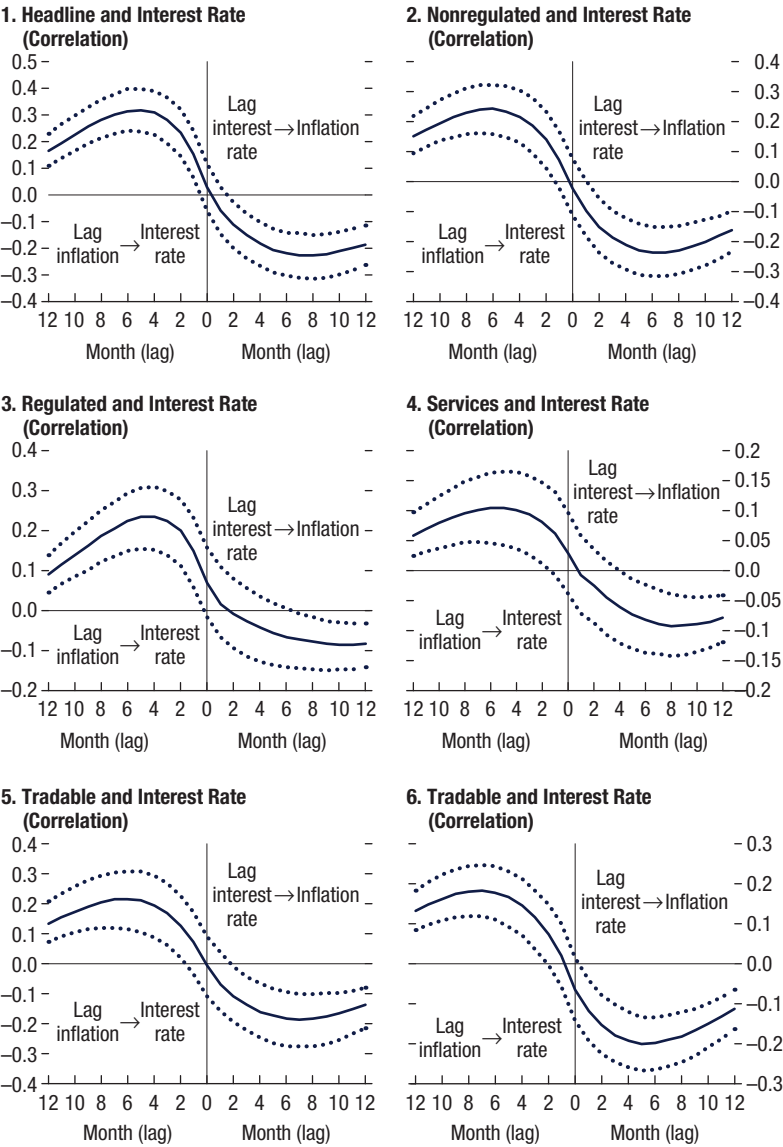 1. Headline and Interest Rate
(Correlation)
0.5
0.4
0.3
0.2
0.1
0.0
–0.1
–0.2
–0.3
–0.4
Lag
interest → Inflation
rate
Lag
inflation → Interest
rate
12 10 8 6 4 2 0 2 4 6 8 10 12
Month (lag) Month (lag)
2. Nonregulated and Interest Rate
(Correlation)
0.4
0.3
0.2
0.1
0.0
–0.1
–0.2
–0.3
–0.4
Lag
interest → Inflation
rate
Lag
inflation → Interest
rate
12 10 8 6 4 2 0 2 4 6 8 10 12
Month (lag) Month (lag)
3. Regulated and Interest Rate
(Correlation)
0.4
0.3
0.2
0.1
0.0
–0.1
–0.2
Lag
interest → Inflation
rate
Lag
inflation → Interest
rate
12 10 8 6 4 2 0 2 4 6 8 10 12
Month (lag) Month (lag)
4. Services and Interest Rate
(Correlation)
0.2
0.15
0.1
0.05
0.0
–0.05
–0.1
–0.15
–0.2
Lag
interest → Inflation
rate
Lag
inflation → Interest
rate
12 10 8 6 4 2 0 2 4 6 8 10 12
Month (lag) Month (lag)
5. Tradable and Interest Rate
(Correlation)
0.4
0.3
0.2
0.1
0.0
–0.1
–0.2
–0.3
–0.4
Lag
interest → Inflation
rate
Lag
inflation → Interest
rate
12 10 8 6 4 2 0 2 4 6 8 10 12
Month (lag) Month (lag)
6. Tradable and Interest Rate
(Correlation)
0.3
0.2
0.1
0.0
–0.1
–0.2
–0.3
Lag
interest → Inflation
rate
Lag
inflation → Interest
rate
12 10 8 6 4 2 0 2 4 6 8 10 12
Month (lag) Month (lag)